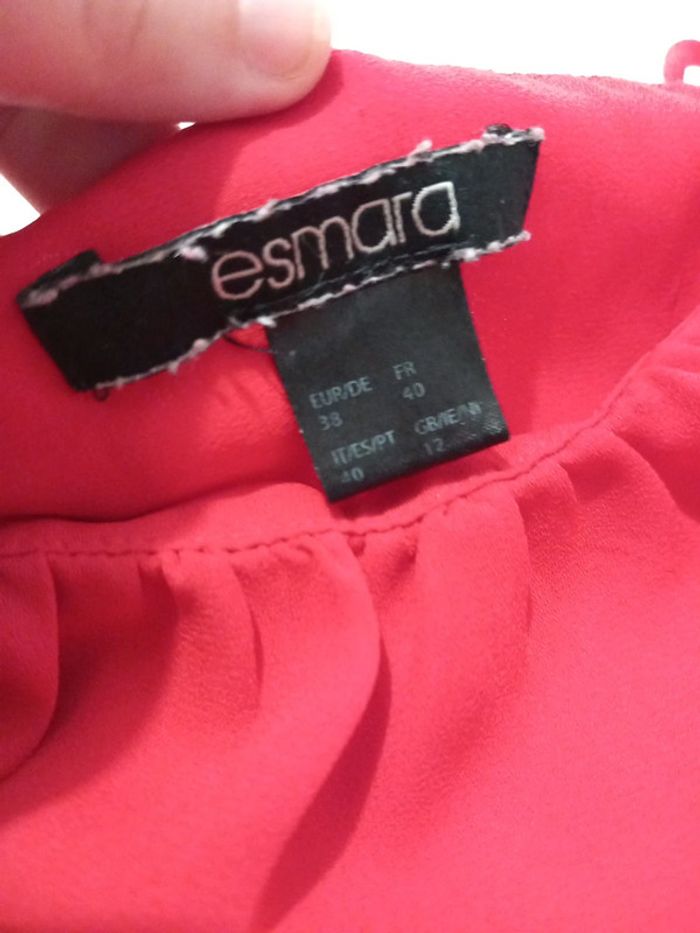 esmara
EUR/DE FR
38 40
IT/ES/PT GB/IE/NI
40 12